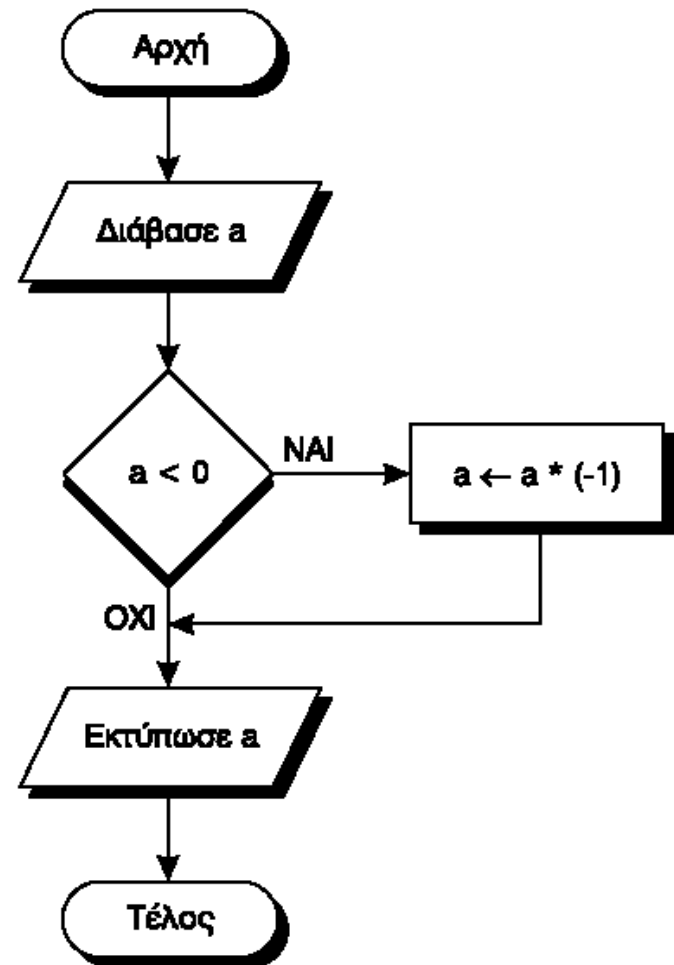 Αρχή
Διάβασε a
a < 0
ΝΑΙ
a ← a * (-1)
ΟΧΙ
Εκτύπωσε a
Τέλος